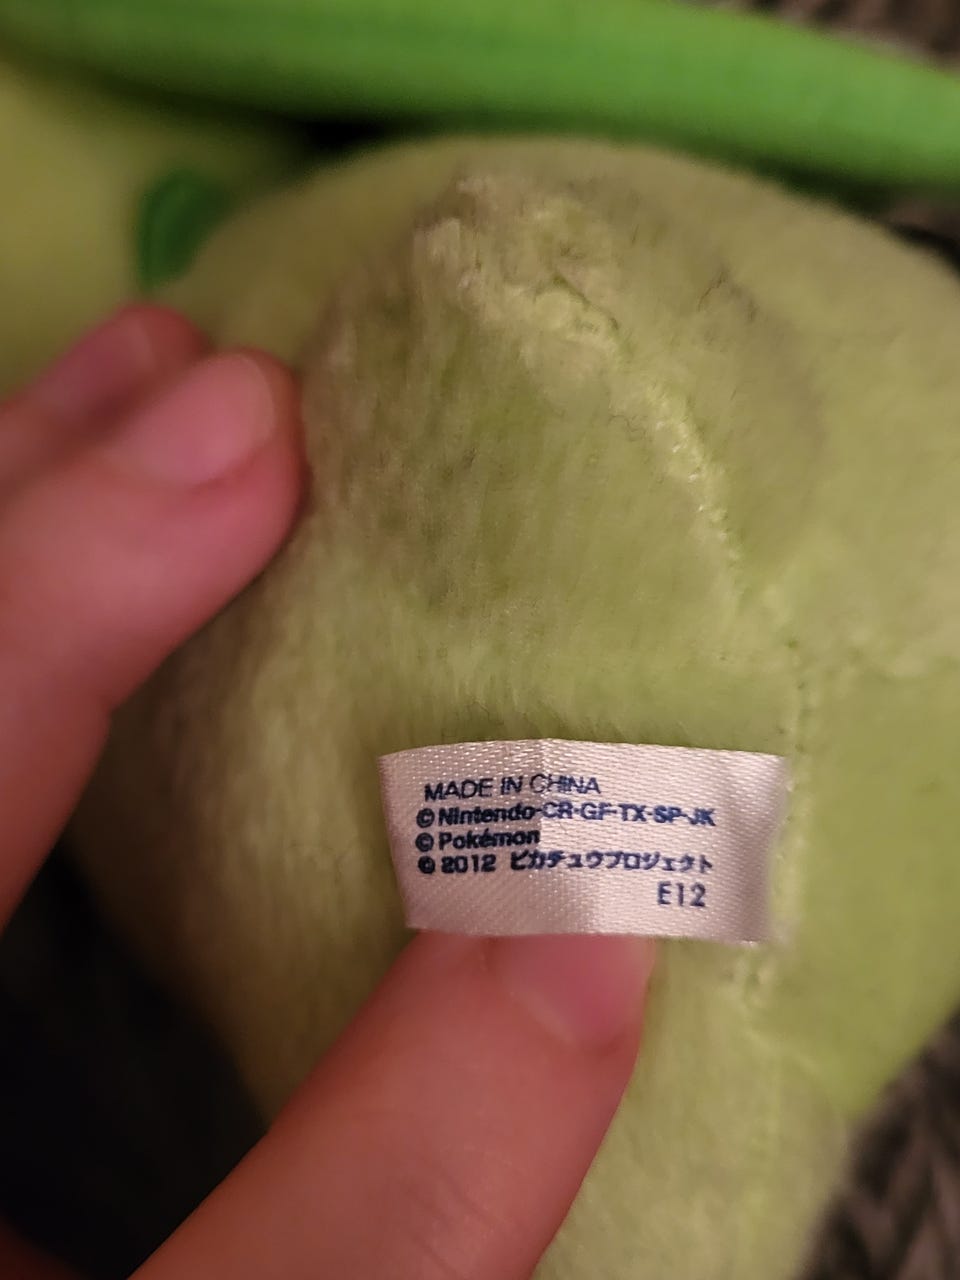 MADE IN CHINA
©Nintendo·CR·GF·TX·SP·JK
©Pokémon
© 2012 ピカチュウプロジェクト
E12